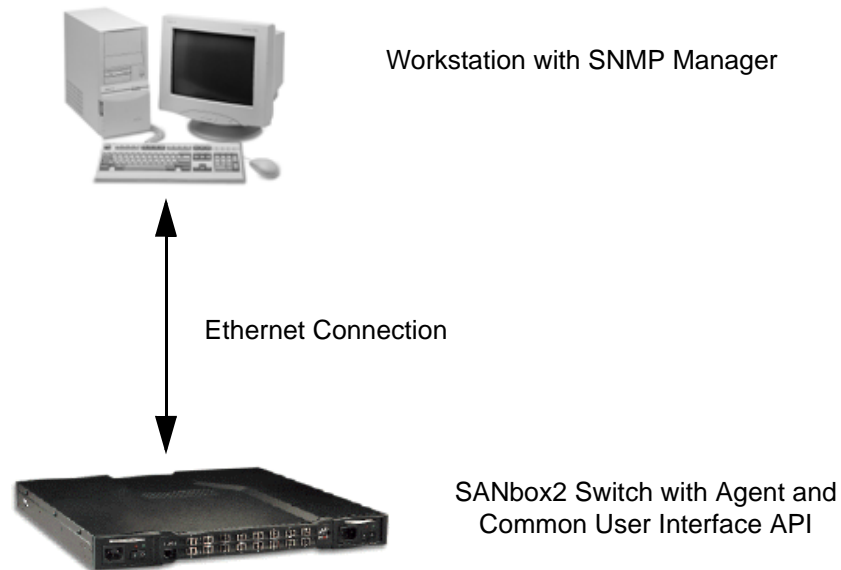 Workstation with SNMP Manager
Ethernet Connection
SANbox2 Switch with Agent and
Common User Interface API